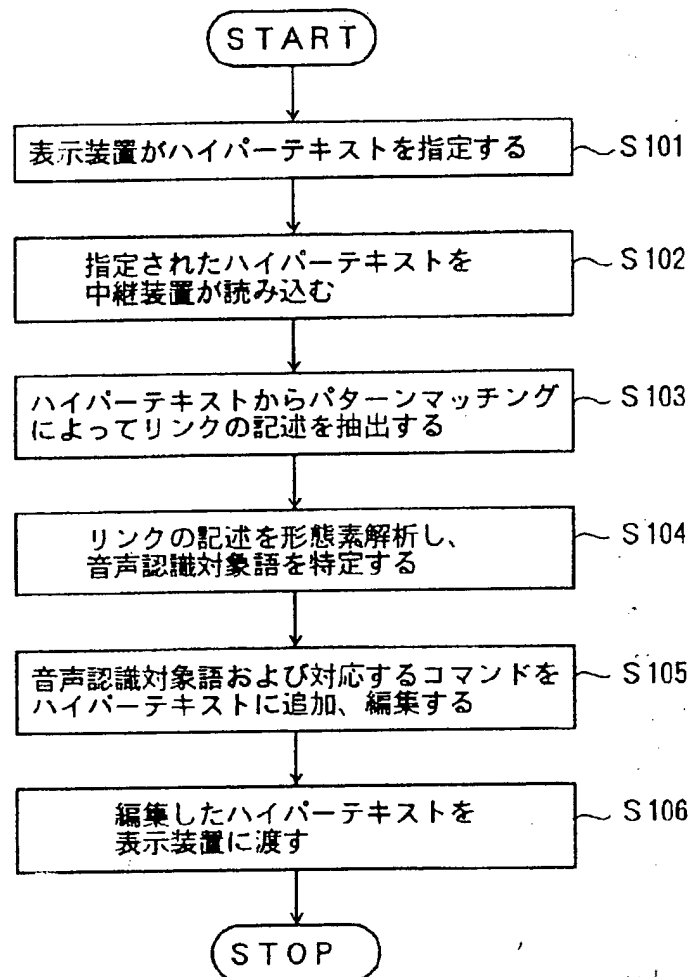 START
表示装置がハイパーテキストを指定する
S101
指定されたハイパーテキストを
中継装置が読み込む
S102
ハイパーテキストからパターンマッチング
によってリンクの記述を抽出する
S103
リンクの記述を形態素解析し、
音声認識対象語を特定する
S104
音声認識対象語および対応するコマンドを
ハイパーテキストに追加、編集する
S105
編集したハイパーテキストを
表示装置に渡す
S106
STOP